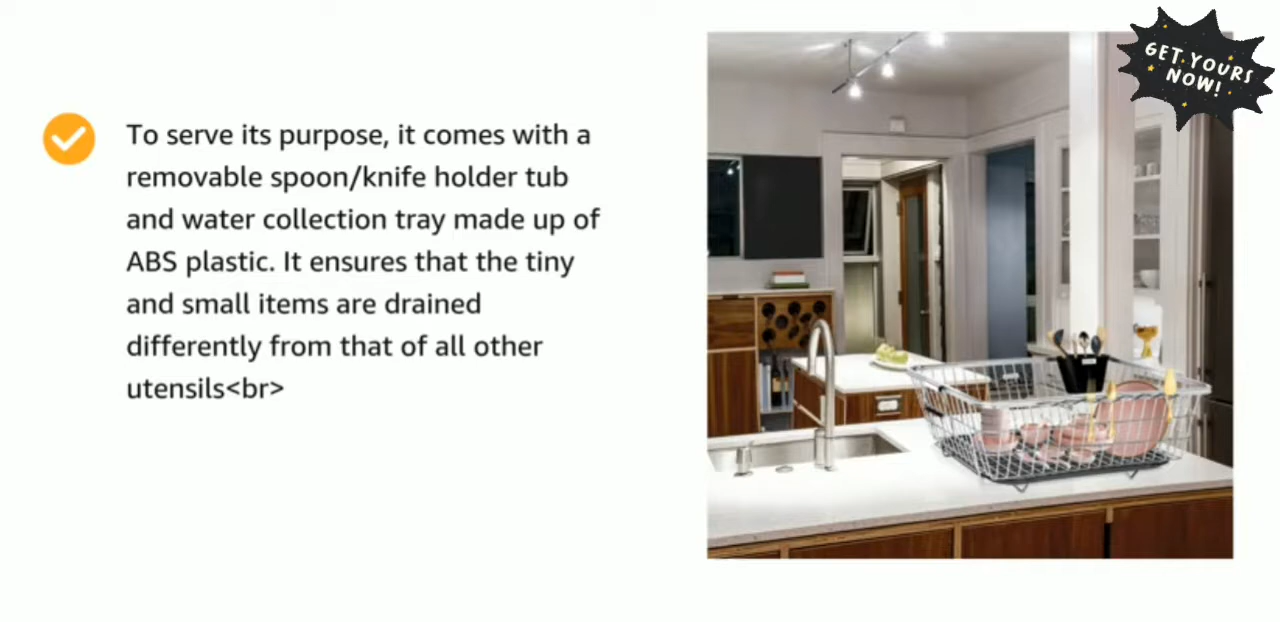 To serve its purpose, it comes with a
removable spoon/knife holder tub
and water collection tray made up of
ABS plastic. It ensures that the tiny
and small items are drained
differently from that of all other
utensils<br>
GET YOURS
NOW!